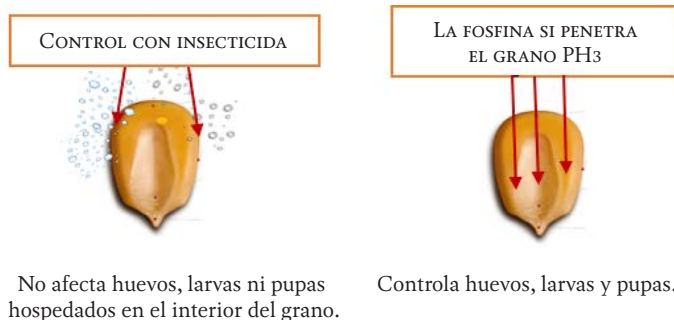 CONTROL CON INSECTICIDA
No afecta huevos, larvas ni pupas
hospedados en el interior del grano.
LA FOSFINA SI PENETRA
EL GRANO PH3
Controla huevos, larvas y pupas.